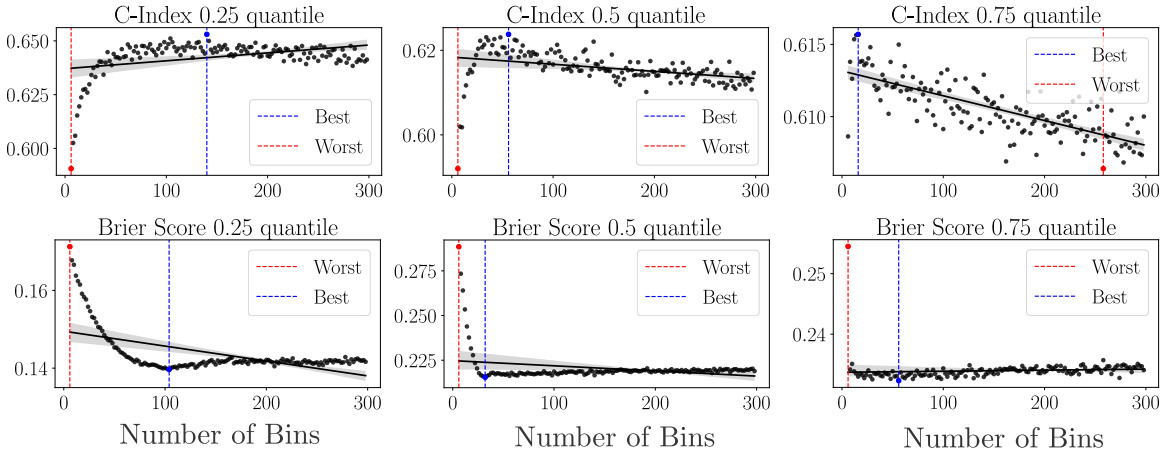 C-Index 0.25 quantile
0.650
0.625
0.600
Best
Worst
0 100 200 300
C-Index 0.5 quantile
0.62
0.60
Best
Worst
0 100 200 300
C-Index 0.75 quantile
0.615
0.610
Best
Worst
0 100 200 300
Brier Score 0.25 quantile
0.16
0.14
Worst
Best
0 100 200 300
Number of Bins
Brier Score 0.5 quantile
0.275
0.250
0.225
Worst
Best
0 100 200 300
Number of Bins
Brier Score 0.75 quantile
0.25
0.24
Worst
Best
0 100 200 300
Number of Bins